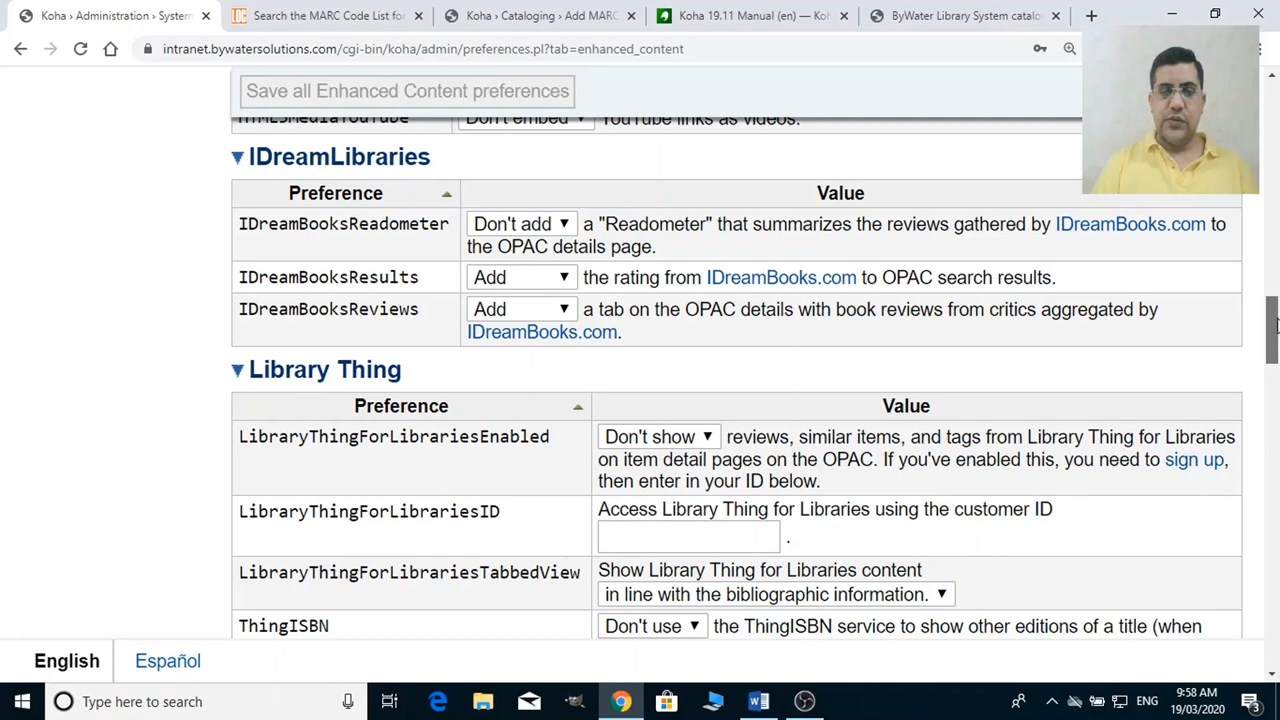 Koha › Administration › System
Search the MARC Code List for
Koha › Cataloging › Add MARC
Koha 19.11 Manual (en) — Koh
ByWater Library System catalo
intranet.bywatersolutions.com/cgi-bin/koha/admin/preferences.pl?tab=enhanced_content
Save all Enhanced Content preferences
HTML5MediaYouTube Don't embed YouTube links as videos.
IDreamLibraries
Preference Value
IDreamBooksReadometer Don't add a "Readometer" that summarizes the reviews gathered by IDreamBooks.com to
the OPAC details page.
IDreamBooksResults Add the rating from IDreamBooks.com to OPAC search results.
IDreamBooksReviews Add a tab on the OPAC details with book reviews from critics aggregated by
IDreamBooks.com.
Library Thing
Preference Value
LibraryThingForLibrariesEnabled Don't show reviews, similar items, and tags from Library Thing for Libraries
on item detail pages on the OPAC. If you've enabled this, you need to sign up,
then enter in your ID below.
LibraryThingForLibrariesID Access Library Thing for Libraries using the customer ID
.
LibraryThingForLibrariesTabbedView Show Library Thing for Libraries content
in line with the bibliographic information.
ThingISBN Don't use the ThingISBN service to show other editions of a title (when
English Español
Type here to search
ENG
9:58 AM
19/03/2020
3